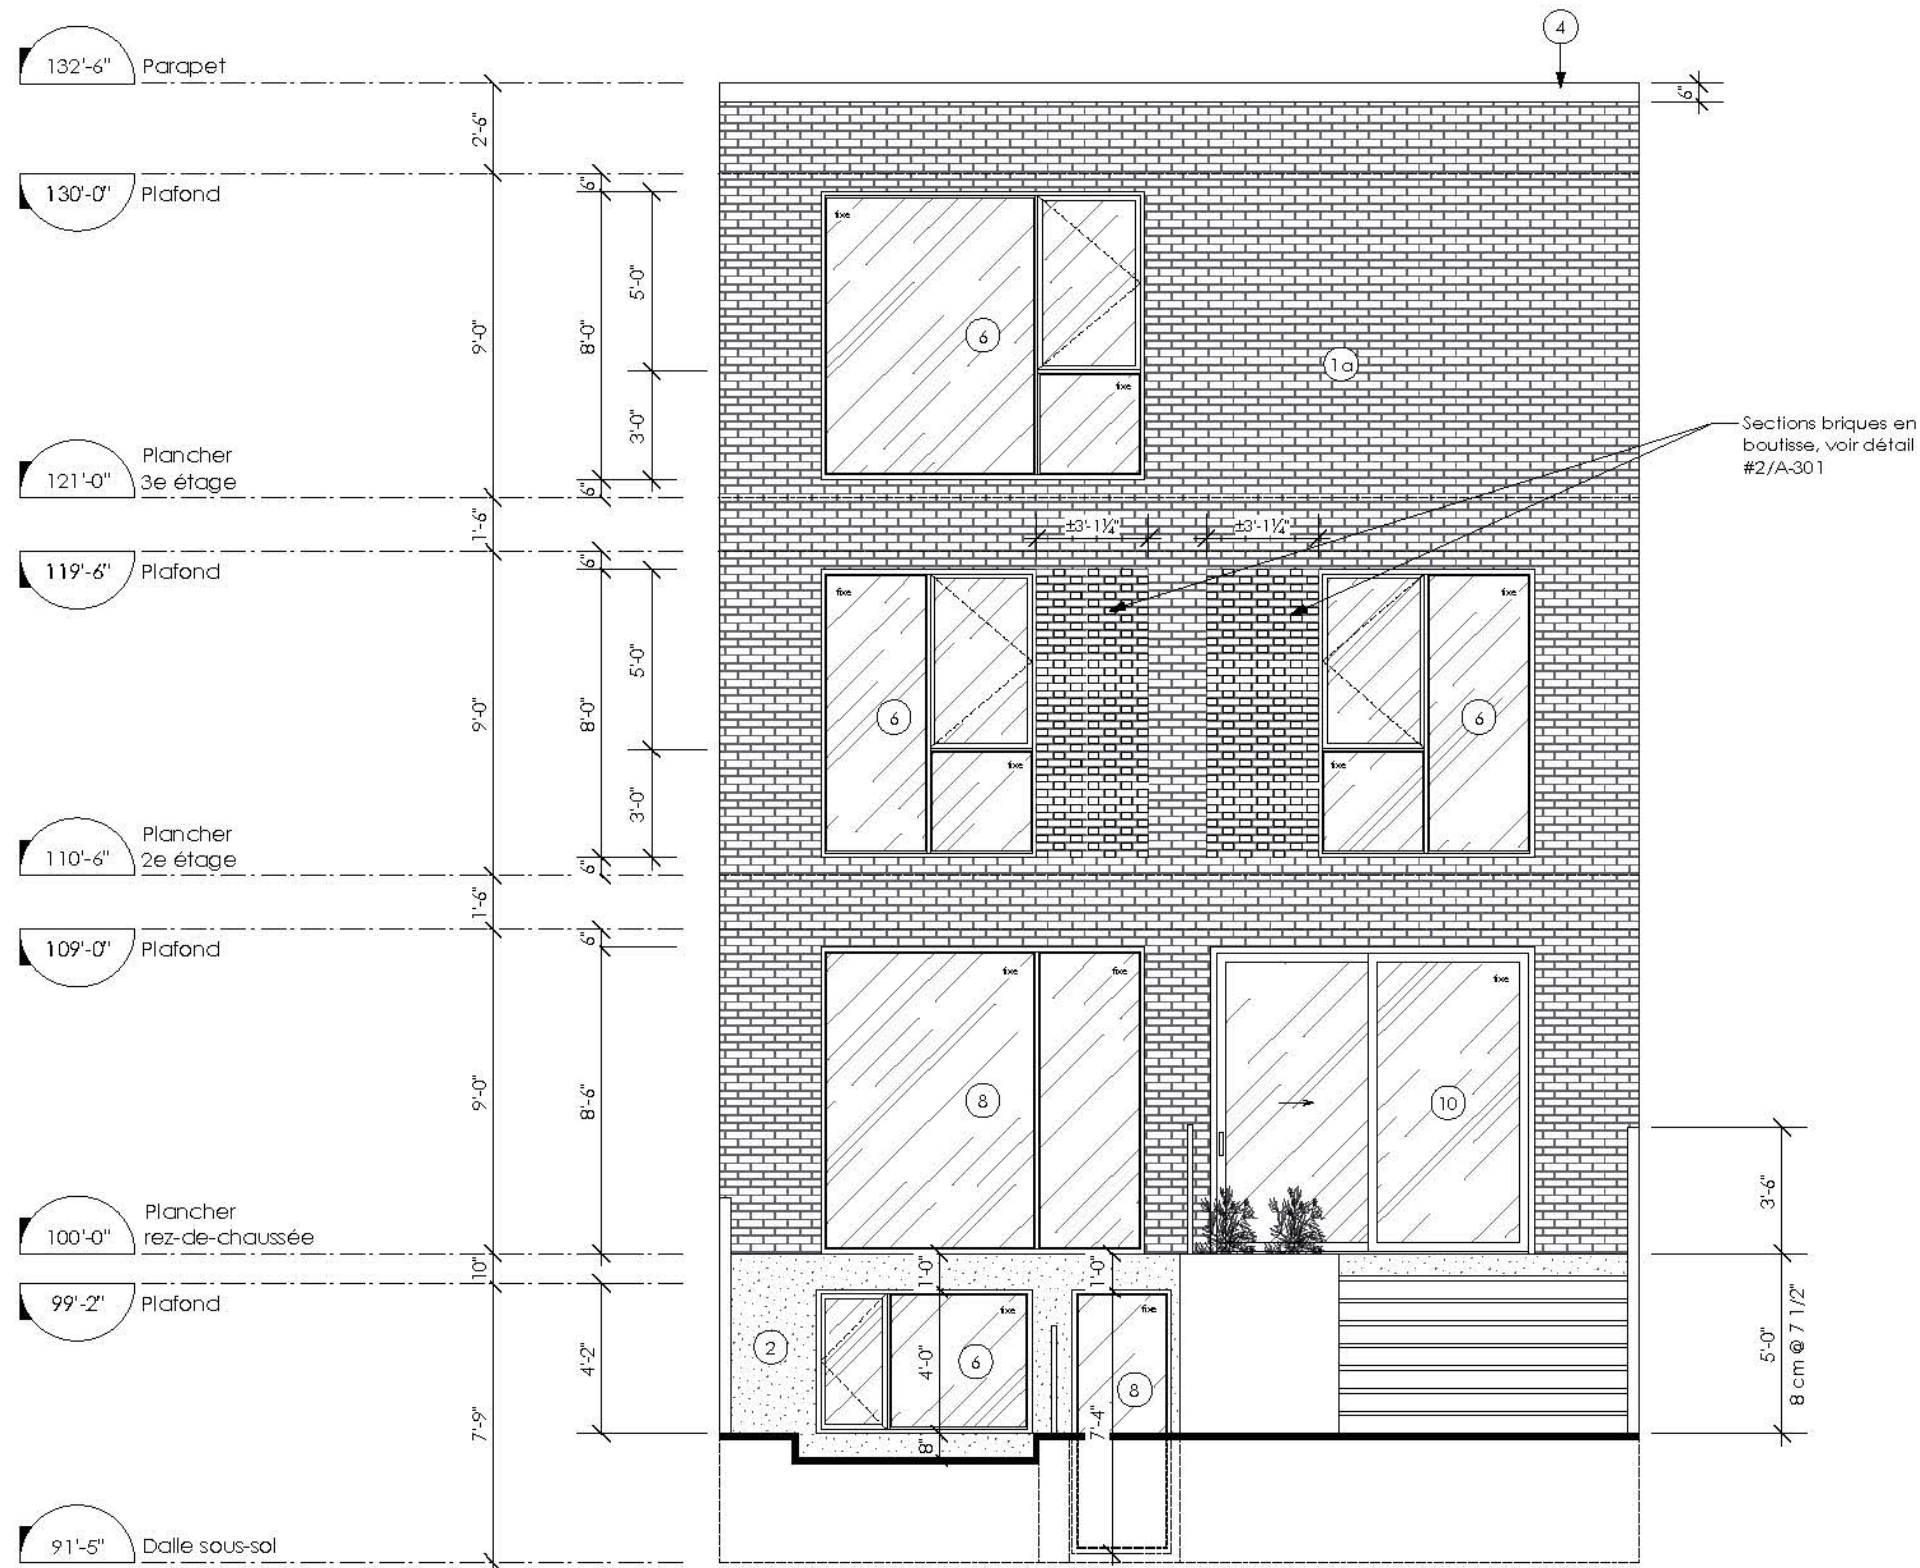 4
132'-6" Parapet
6"
2'-6"
130'-0" Plafond
6"
fixe
5'-0"
9'-0"
8'-0"
6
1a
fixe
3'-0"
Sections briques en
boutisse, voir détail
#2/A-301
Plancher
121'-0" 3e étage
6"
1'-6"
±3'-1¼" ±3'-1¼"
119'-6" Plafond
6"
fixe
fixe
5'-0"
9'-0"
8'-0"
6
6
fixe
fixe
3'-0"
Plancher
110'-6" 2e étage
6"
1'-6"
109'-0" Plafond
6"
fixe
fixe
fixe
9'-0"
8'-6"
8
10
3'-6"
Plancher
100'-0" rez-de-chaussée
10"
1'-0"
1'-0"
99'-2" Plafond
fixe
fixe
4'-2"
2
4'-0"
6
8
5'-0"
8 cm @ 7 1/2"
7'-9"
8"
7'-4"
91'-5" Dalle sous-sol